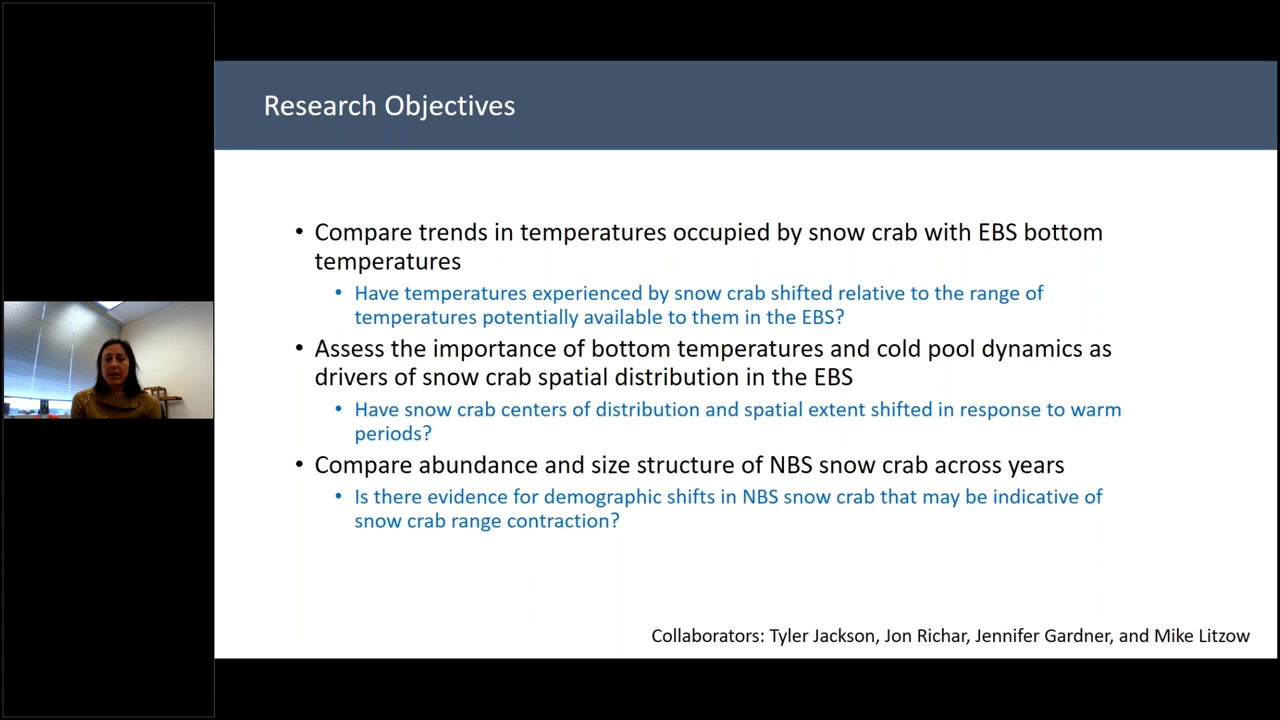 Research Objectives
• Compare trends in temperatures occupied by snow crab with EBS bottom
temperatures
• Have temperatures experienced by snow crab shifted relative to the range of
temperatures potentially available to them in the EBS?
• Assess the importance of bottom temperatures and cold pool dynamics as
drivers of snow crab spatial distribution in the EBS
• Have snow crab centers of distribution and spatial extent shifted in response to warm
periods?
• Compare abundance and size structure of NBS snow crab across years
• Is there evidence for demographic shifts in NBS snow crab that may be indicative of
snow crab range contraction?
Collaborators: Tyler Jackson, Jon Richar, Jennifer Gardner, and Mike Litzow